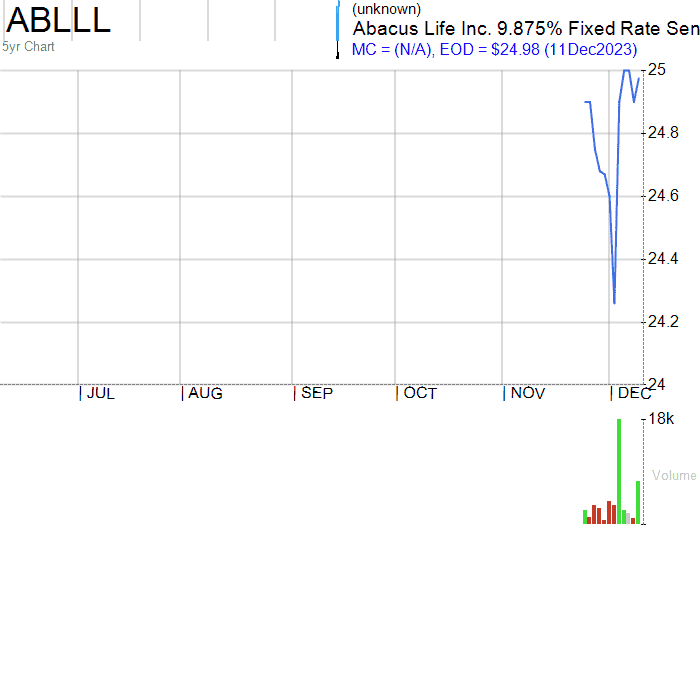 ABLLL
(unknown)
Abacus Life Inc. 9.875% Fixed Rate Sen
5yr Chart
MC = (N/A), EOD = $24.98 (11Dec2023)
25
24.8
24.6
24.4
24.2
24
JUL AUG SEP OCT NOV DEC
18k
Volume